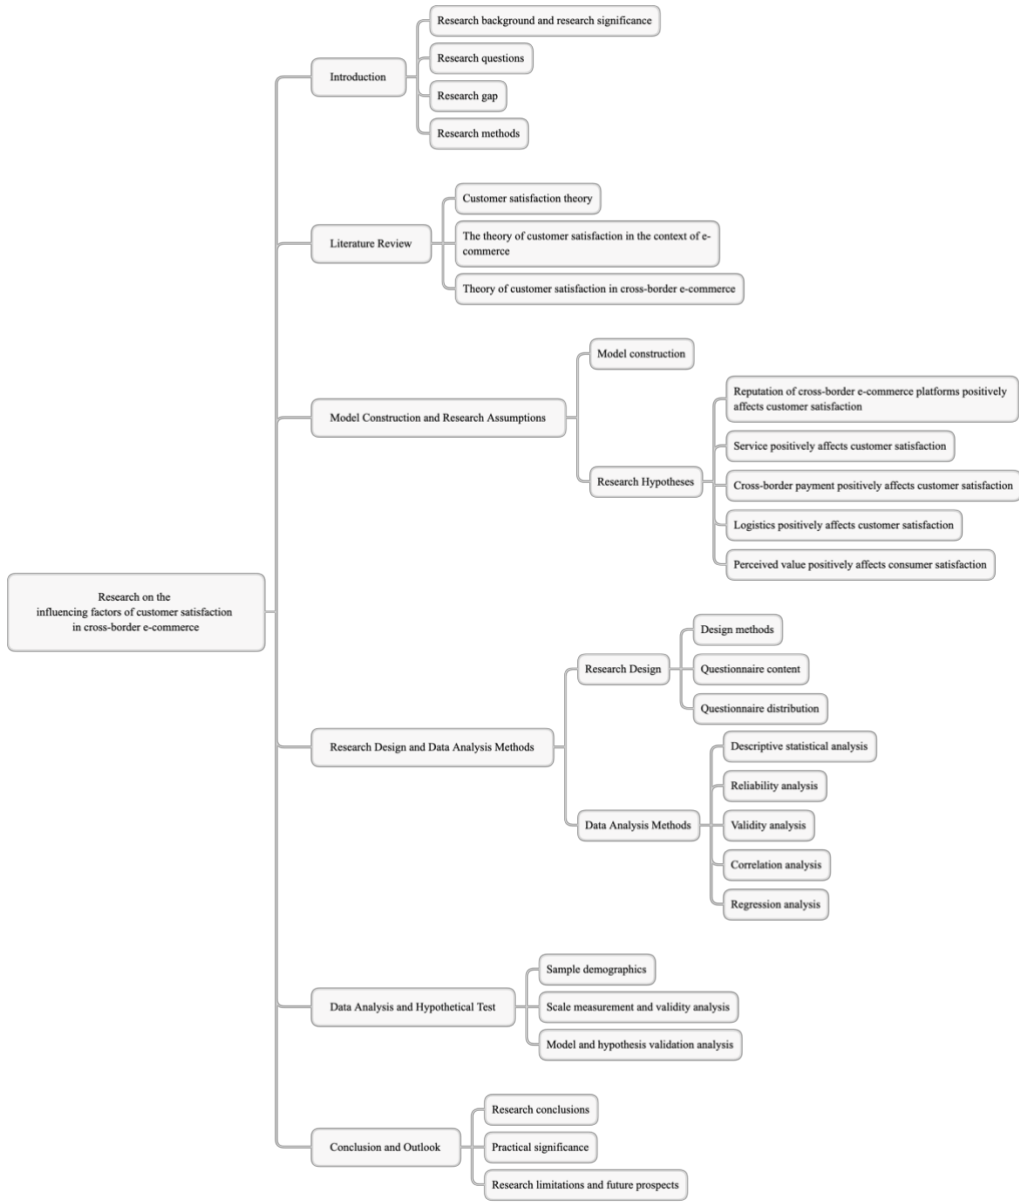 Research on the
influencing factors of customer satisfaction
in cross-border e-commerce
Introduction
Research background and research significance
Research questions
Research gap
Research methods
Literature Review
Customer satisfaction theory
The theory of customer satisfaction in the context of e-
commerce
Theory of customer satisfaction in cross-border e-commerce
Model Construction and Research Assumptions
Model construction
Research Hypotheses
Reputation of cross-border e-commerce platforms positively
affects customer satisfaction
Service positively affects customer satisfaction
Cross-border payment positively affects customer satisfaction
Logistics positively affects customer satisfaction
Perceived value positively affects consumer satisfaction
Research Design and Data Analysis Methods
Research Design
Design methods
Questionnaire content
Questionnaire distribution
Data Analysis Methods
Descriptive statistical analysis
Reliability analysis
Validity analysis
Correlation analysis
Regression analysis
Data Analysis and Hypothetical Test
Sample demographics
Scale measurement and validity analysis
Model and hypothesis validation analysis
Conclusion and Outlook
Research conclusions
Practical significance
Research limitations and future prospects